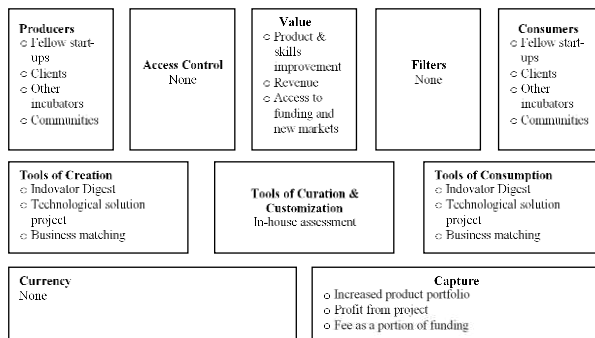 Producers
○ Fellow start-
ups
○ Clients
○ Other
incubators
○ Communities
Access Control
None
Value
○ Product &
skills
improvement
○ Revenue
○ Access to
funding and
new markets
Filters
None
Consumers
○ Fellow start-
ups
○ Clients
○ Other
incubators
○ Communities
Tools of Creation
○ Indovator Digest
○ Technological solution
project
○ Business matching
Tools of Curation &
Customization
In-house assessment
Tools of Consumption
○ Indovator Digest
○ Technological solution
project
○ Business matching
Currency
None
Capture
○ Increased product portfolio
○ Profit from project
○ Fee as a portion of funding